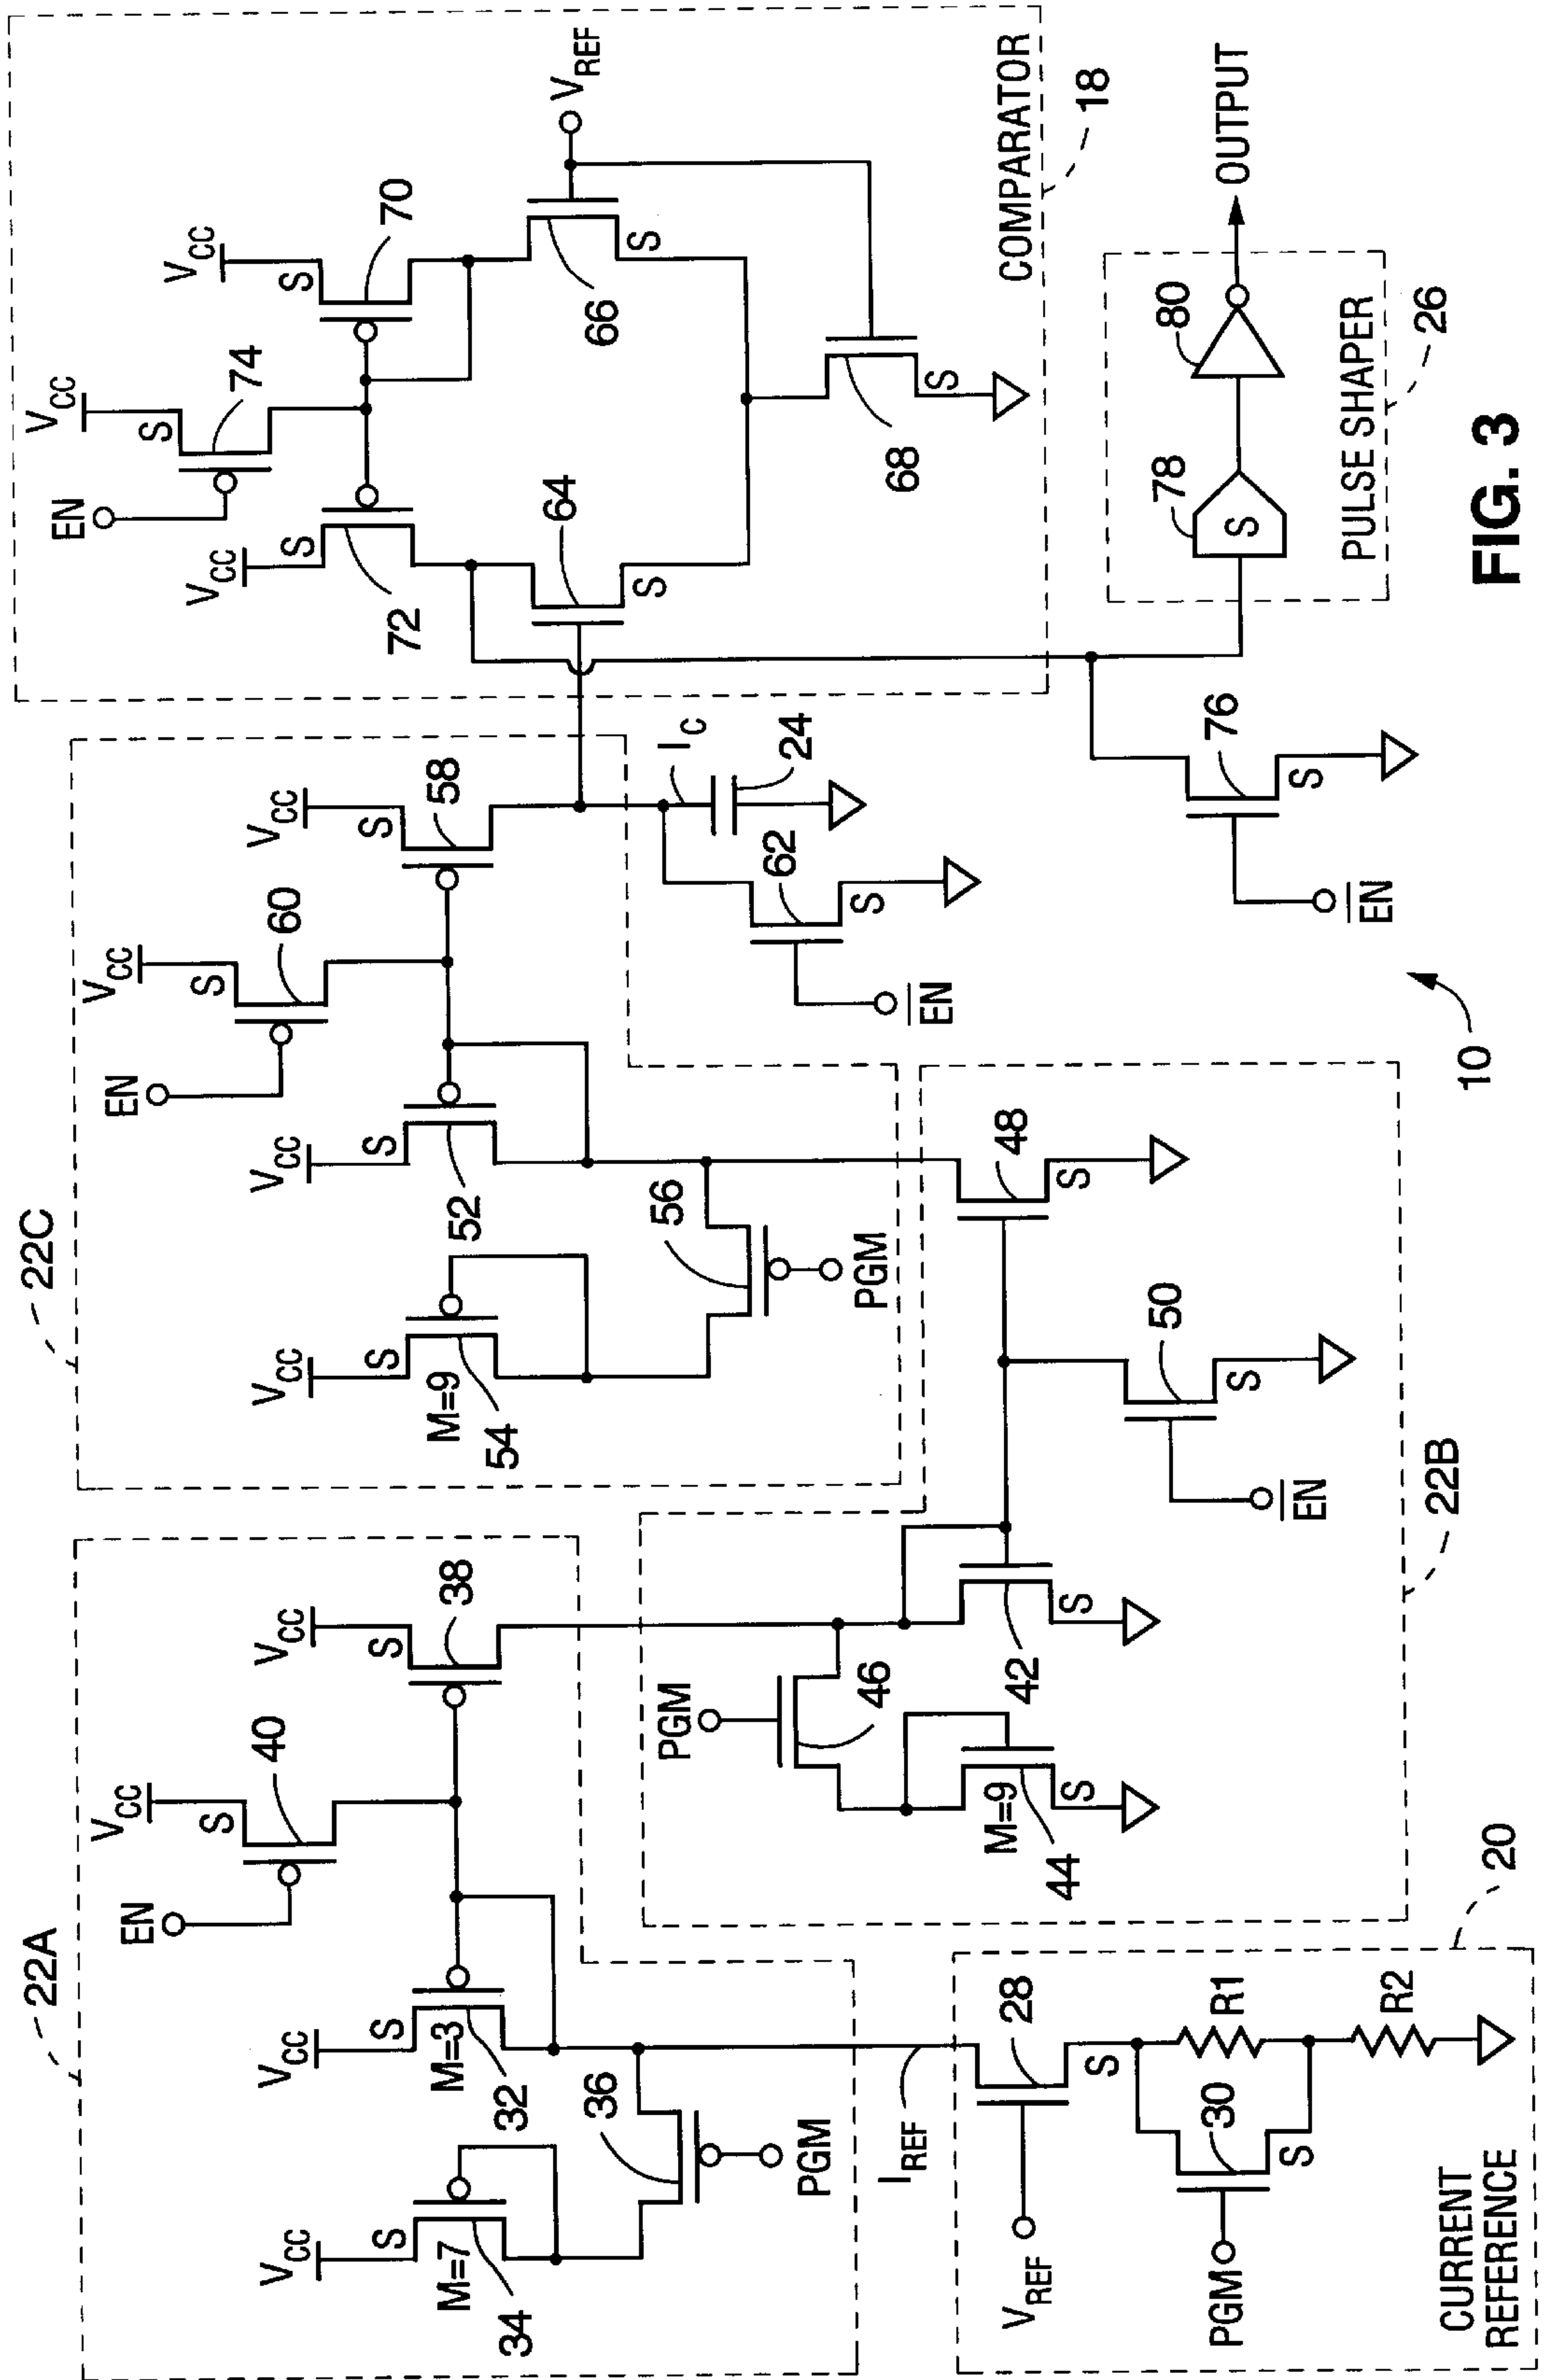 22A
V_CC
EN
V_CC
40
V_CC
S
S
S
V_CC
S
M=7
34
M=3
32
38
36
PGM
I_REF
V_REF
28
S
PGM
30
S
R1
R2
CURRENT
REFERENCE
20
PGM
46
M=9
44
S
42
S
48
S
50
S
EN
22B
22C
V_CC
S
M=9
54
V_CC
S
52
EN
V_CC
S
60
V_CC
S
58
56
PGM
I_C
24
62
S
EN
V_CC
S
72
EN
V_CC
S
74
V_CC
S
70
64
S
66
S
V_REF
68
S
COMPARATOR
18
76
S
EN
78
S
80
OUTPUT
PULSE SHAPER
26
10
FIG. 3